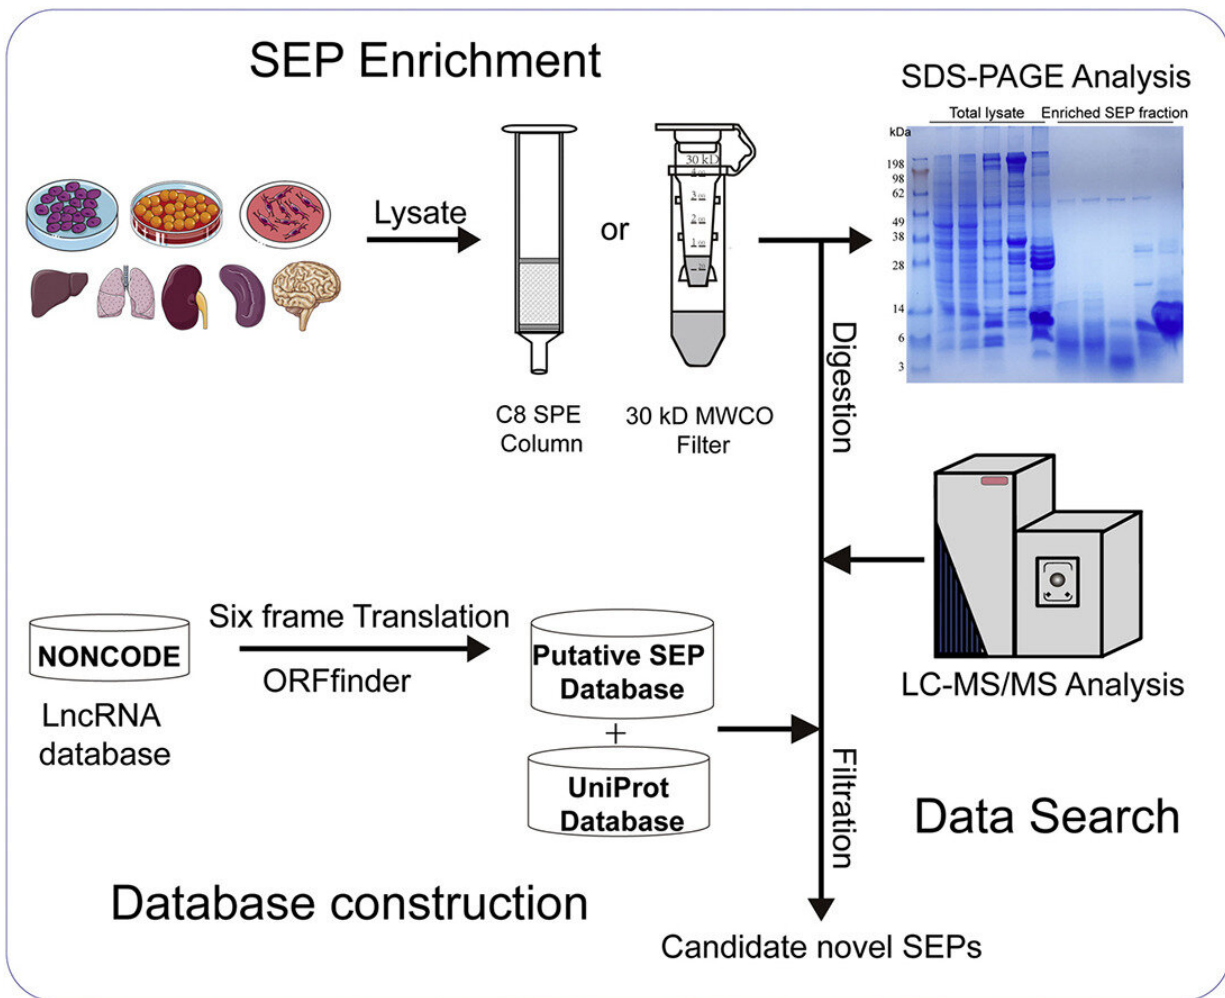 SEP Enrichment
SDS-PAGE Analysis
Total lysate
Enriched SEP fraction
kDa
198
98
62
49
38
28
14
6
3
Lysate
or
30 kD
C8 SPE
Column
30 kD MWCO
Filter
Digestion
LC-MS/MS Analysis
NONCODE
LncRNA
database
Six frame Translation
ORFfinder
Putative SEP
Database
+
UniProt
Database
Filtration
Data Search
Database construction
Candidate novel SEPs